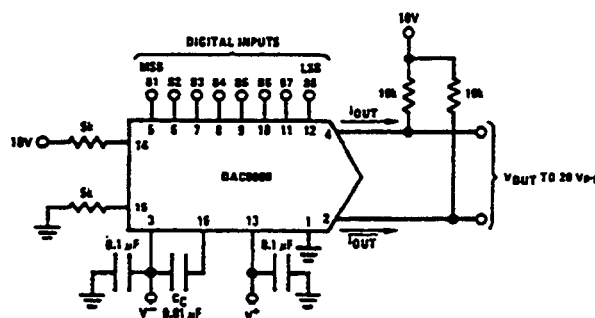 10V
DIGITAL INPUTS
MSB LSB
B1 B2 B3 B4 B5 B6 B7 B8
5 6 7 8 9 10 11 12
10k 10k
IOUT
4
10V 5k 14
DAC0800
VOUT TO 20 VP-P
5k 15
3 16 13 1 2
IOUT
0.1 µF 0.1 µF
CC
0.01 µF
V− V+